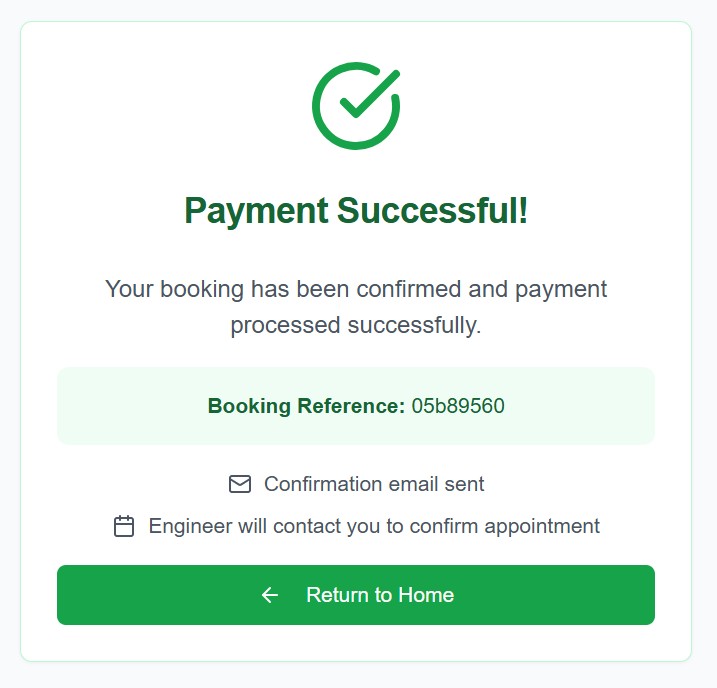 Payment Successful!
Your booking has been confirmed and payment
processed successfully.
Booking Reference: 05b89560
Confirmation email sent
Engineer will contact you to confirm appointment
Return to Home